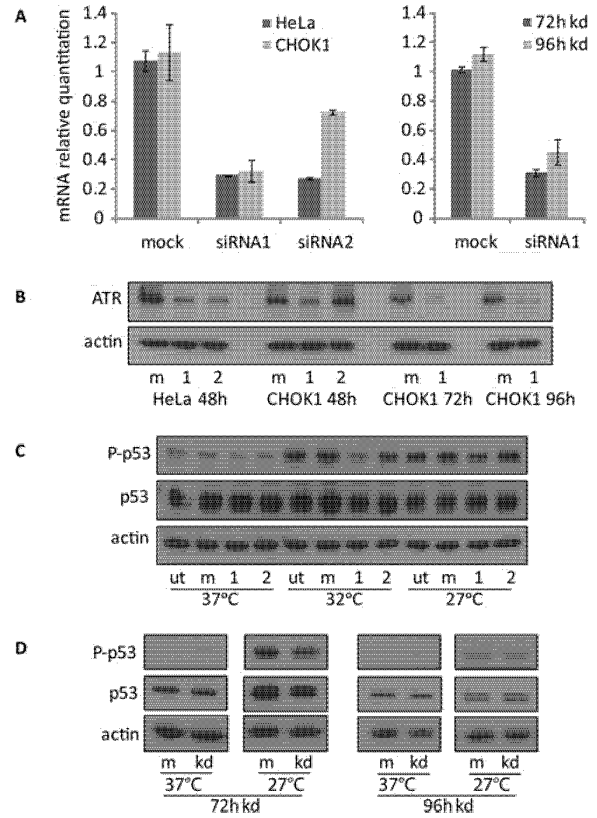 A
mRNA relative quantitation
1.4
1.2
1
0.8
0.6
0.4
0.2
0
HeLa
CHOK1
mock siRNA1 siRNA2
1.4
1.2
1
0.8
0.6
0.4
0.2
0
72h kd
96h kd
mock siRNA1
B
ATR
actin
m 1 2 m 1 2 m 1 m 1
HeLa 48h CHOK1 48h CHOK1 72h CHOK1 96h
C
P-p53
p53
actin
ut m 1 2 ut m 1 2 ut m 1 2
37°C 32°C 27°C
D
P-p53
p53
actin
m kd m kd m kd m kd
37°C 27°C 37°C 27°C
72h kd 96h kd